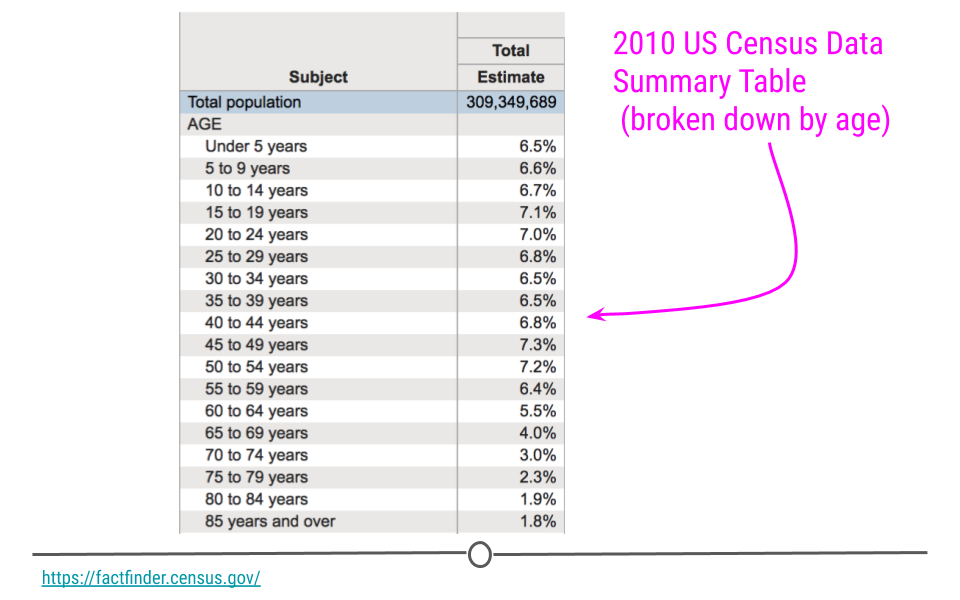 2010 US Census Data
Summary Table
(broken down by age)
Total
Subject Estimate
Total population 309,349,689
AGE
Under 5 years 6.5%
5 to 9 years 6.6%
10 to 14 years 6.7%
15 to 19 years 7.1%
20 to 24 years 7.0%
25 to 29 years 6.8%
30 to 34 years 6.5%
35 to 39 years 6.5%
40 to 44 years 6.8%
45 to 49 years 7.3%
50 to 54 years 7.2%
55 to 59 years 6.4%
60 to 64 years 5.5%
65 to 69 years 4.0%
70 to 74 years 3.0%
75 to 79 years 2.3%
80 to 84 years 1.9%
85 years and over 1.8%
https://factfinder.census.gov/